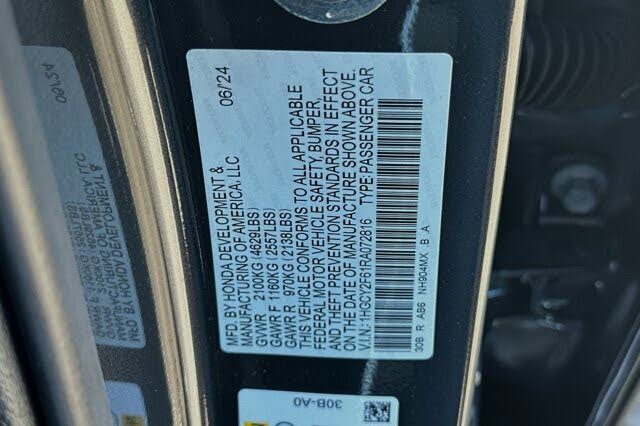 MFD. BY HONDA DEVELOPMENT & 06/'24
MANUFACTURING OF AMERICA, LLC
GVWR 2100KG(4629LBS)
GAWR F 1160KG(2557LBS)
GAWR R 970KG(2138LBS)
THIS VEHICLE CONFORMS TO ALL APPLICABLE
FEDERAL MOTOR VEHICLE SAFETY, BUMPER,
AND THEFT PREVENTION STANDARDS IN EFFECT
ON THE DATE OF MANUFACTURE SHOWN ABOVE.
V.I.N.: 1HGCV2F61RA072816 TYPE:PASSENGER CAR
30B R AB6 NH904MX B A
30B-A0